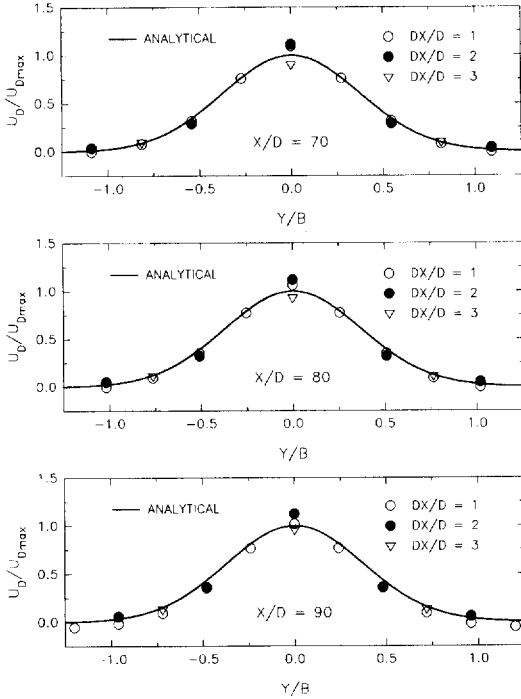 1.5
1.0
0.5
0.0
U_D/U_Dmax
ANALYTICAL
DX/D = 1
DX/D = 2
DX/D = 3
X/D = 70
-1.0 -0.5 0.0 0.5 1.0
Y/B
1.5
1.0
0.5
0.0
U_D/U_Dmax
ANALYTICAL
DX/D = 1
DX/D = 2
DX/D = 3
X/D = 80
-1.0 -0.5 0.0 0.5 1.0
Y/B
1.5
1.0
0.5
0.0
U_D/U_Dmax
ANALYTICAL
DX/D = 1
DX/D = 2
DX/D = 3
X/D = 90
-1.0 -0.5 0.0 0.5 1.0
Y/B